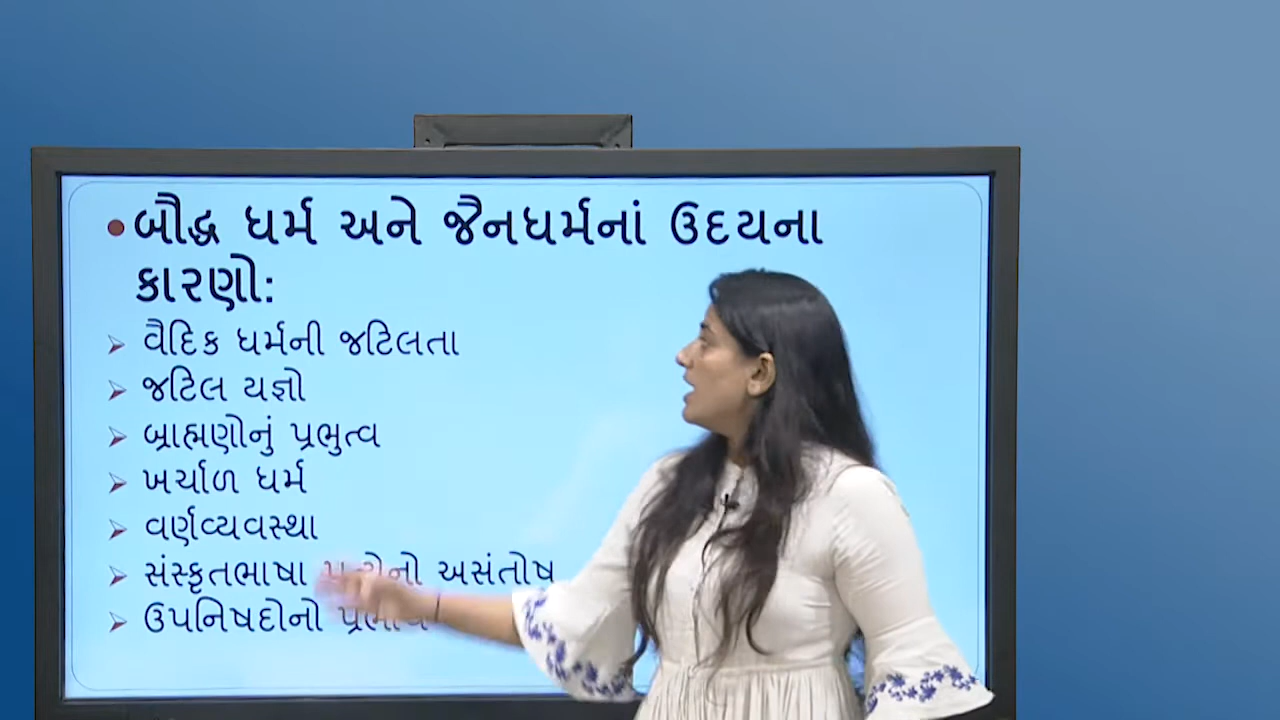 બૌદ્ધ ધર્મ અને જૈનધર્મનાં ઉદયના
કારણો:
વૈદિક ધર્મની જટિલતા
જટિલ યજ્ઞો
બ્રાહ્મણોનું પ્રભુત્વ
ખર્ચાળ ધર્મ
વર્ણવ્યવસ્થા
સંસ્કૃતભાષા અસંતોષ
ઉપનિષદોનો